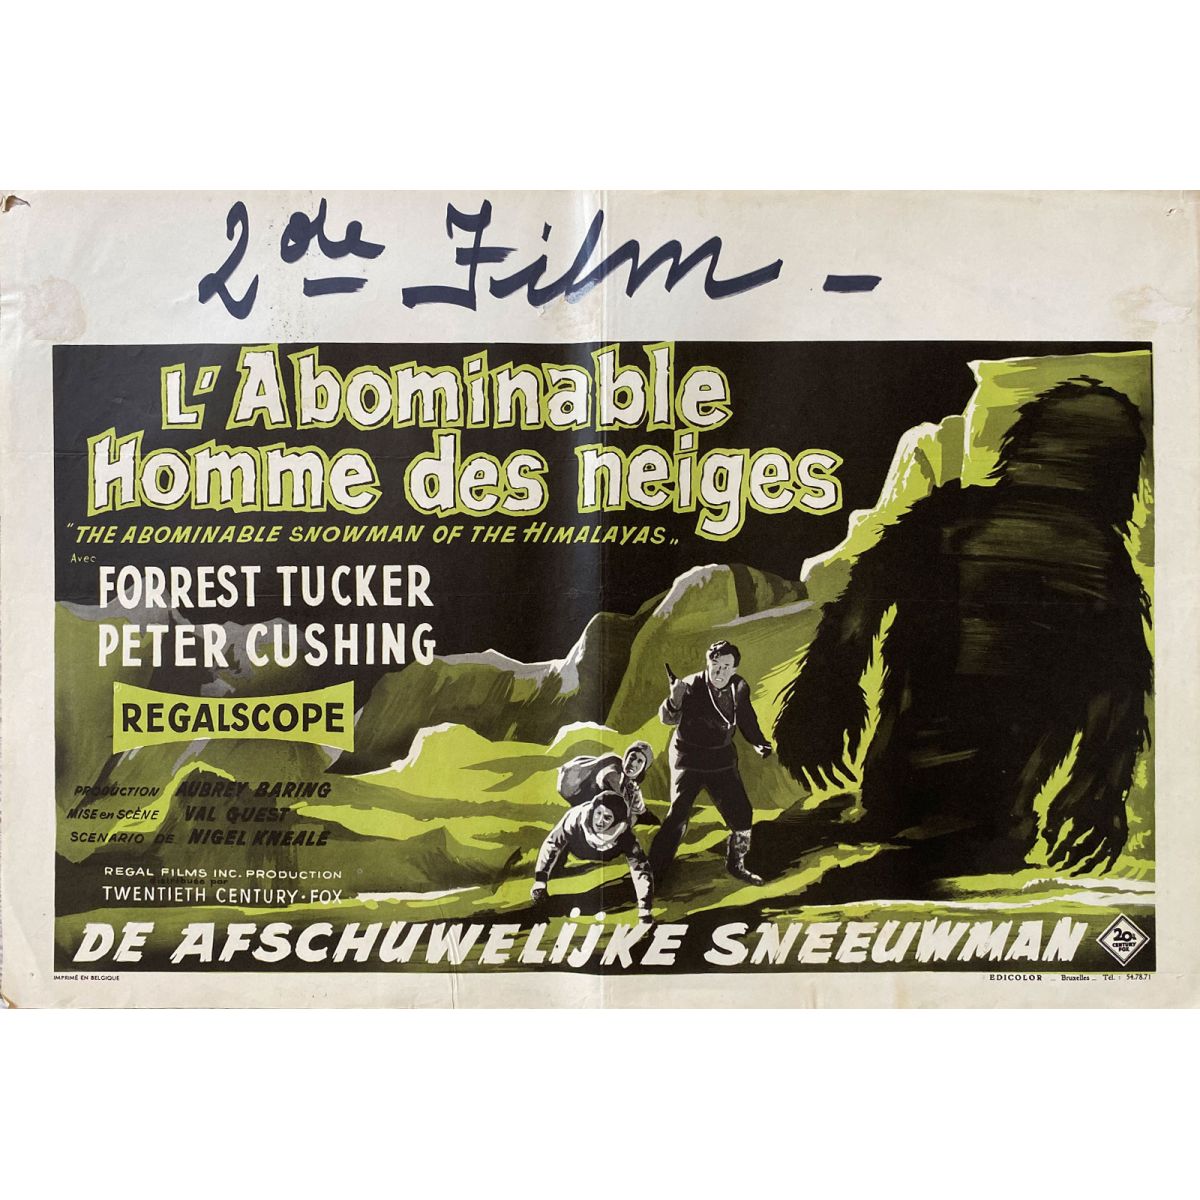 2de Film -
L'Abominable
Homme des neiges
"THE ABOMINABLE SNOWMAN OF THE HIMALAYAS„
Avec
FORREST TUCKER
PETER CUSHING
REGALSCOPE
PRODUCTION AUBREY BARING
MISE en SCÈNE VAL GUEST
SCENARIO DE NIGEL KNEALE
REGAL FILMS INC. PRODUCTION
distribuée par
TWENTIETH CENTURY-FOX
DE AFSCHUWELIJKE SNEEUWMAN
20th CENTURY FOX
IMPRIMÉ EN BELGIQUE
EDICOLOR _ Bruxelles _ Tél. : 54.78.71